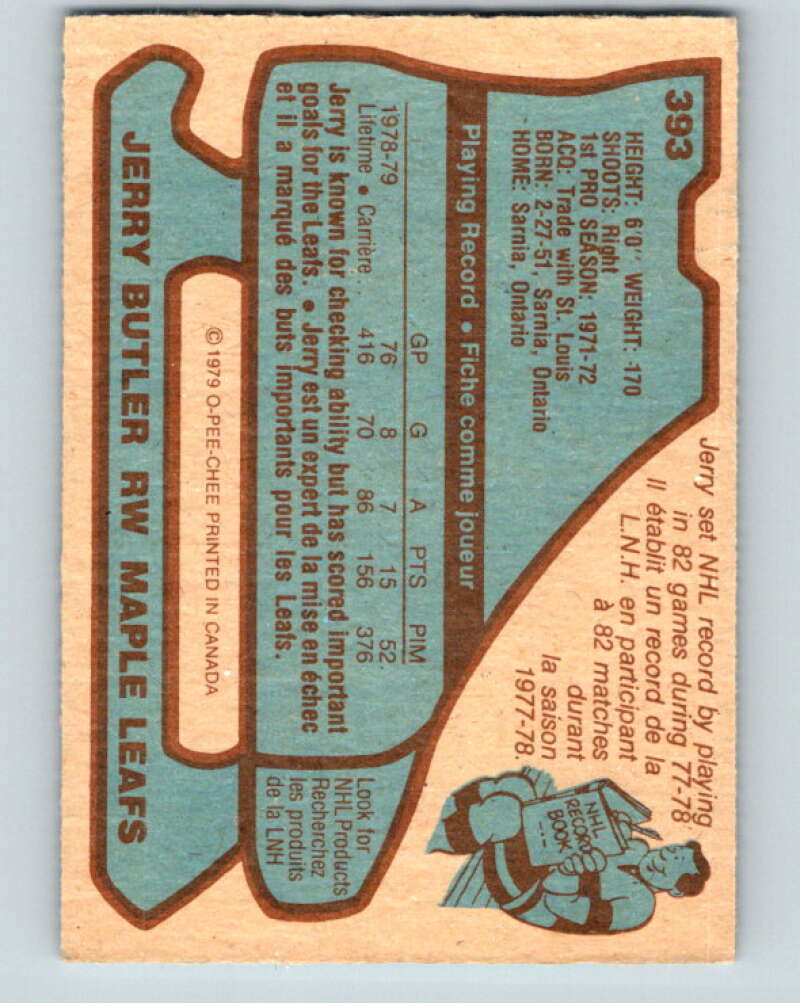 393
HEIGHT: 6'0" WEIGHT: 170
SHOOTS: Right
1st PRO SEASON: 1971-72
ACQ: Trade with St. Louis
BORN: 2-27-51, Sarnia, Ontario
HOME: Sarnia, Ontario
Jerry set NHL record by playing
in 82 games during 77-78
Il établit un record de la
L.N.H. en participant
à 82 matches
durant
la saison
1977-78.
NHL
RECORD
BOOK
Playing Record • Fiche comme joueur
GP G A PTS PIM
1978-79 76 8 7 15 52
Lifetime • Carrière... 416 70 86 156 376
Jerry is known for checking ability but has scored important
goals for the Leafs. • Jerry est un expert de la mise en échec
et il a marqué des buts importants pour les Leafs.
Look for
NHL Products
Recherchez
les produits
de la LNH
© 1979 O-PEE-CHEE PRINTED IN CANADA
JERRY BUTLER RW MAPLE LEAFS